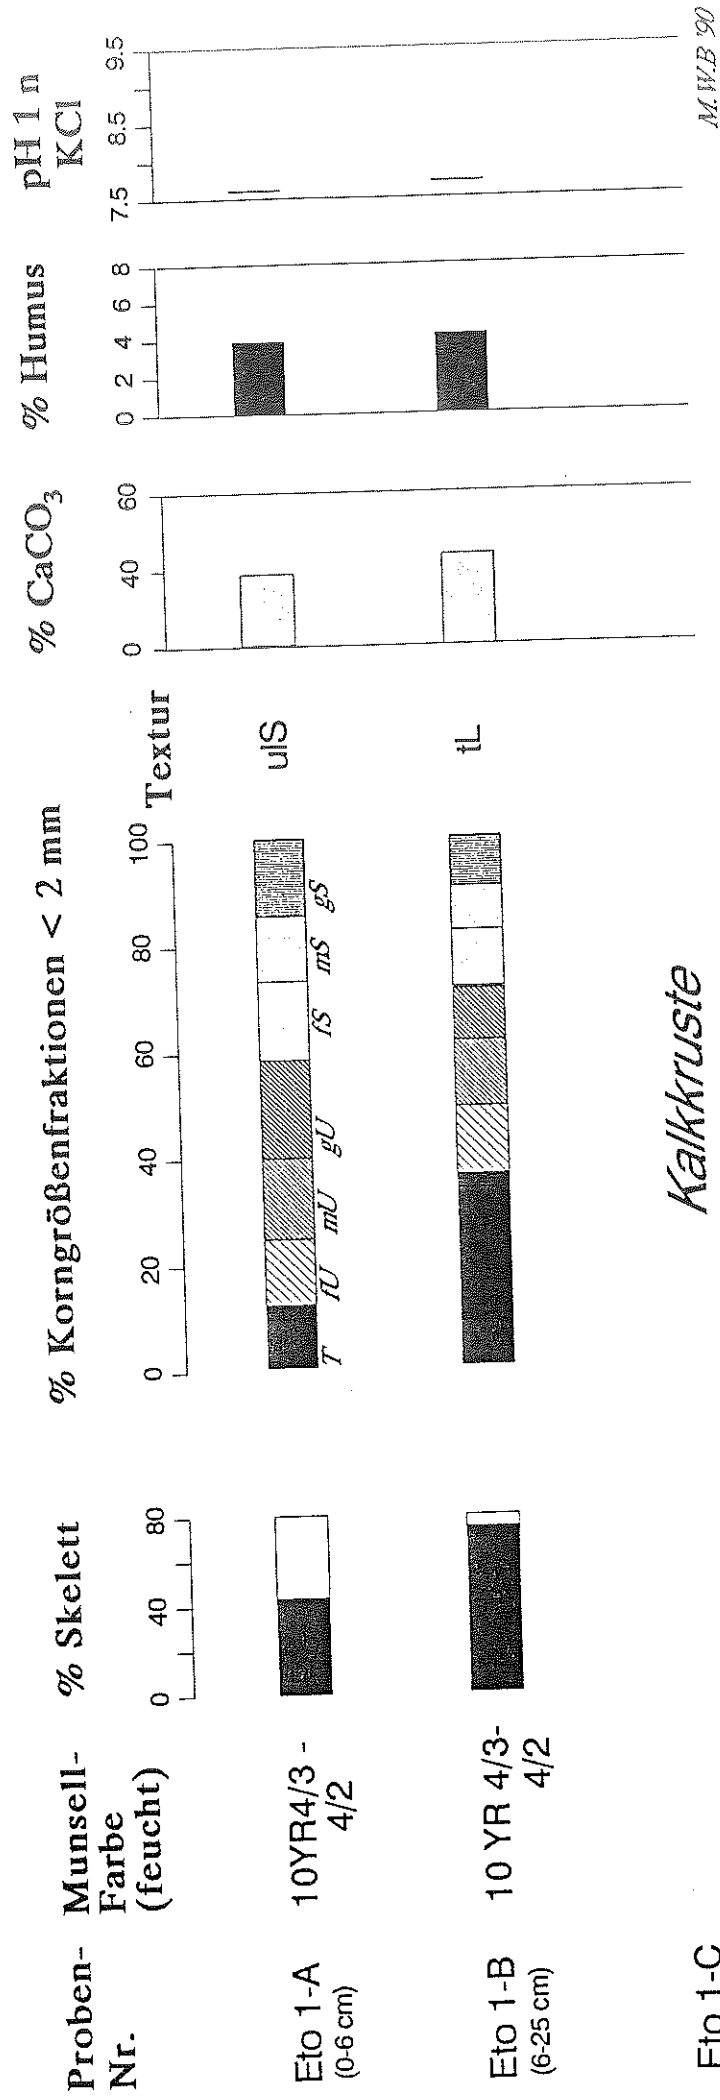 Proben-
Nr.
Munsell-
Farbe
(feucht)
% Skelett
% Korngrößenfraktionen < 2 mm
Textur
% CaCO₃
% Humus
pH 1 n
KCl
0 40 80
0 20 40 60 80 100
0 40 60
0 2 4 6 8
7.5 8.5 9.5
Eto 1-A
(0-6 cm)
10YR4/3 -
4/2
T fU mU gU fS mS gS
ulS
Eto 1-B
(6-25 cm)
10 YR 4/3-
4/2
tL
Eto 1-C
Kalkkruste
M.W.B '90